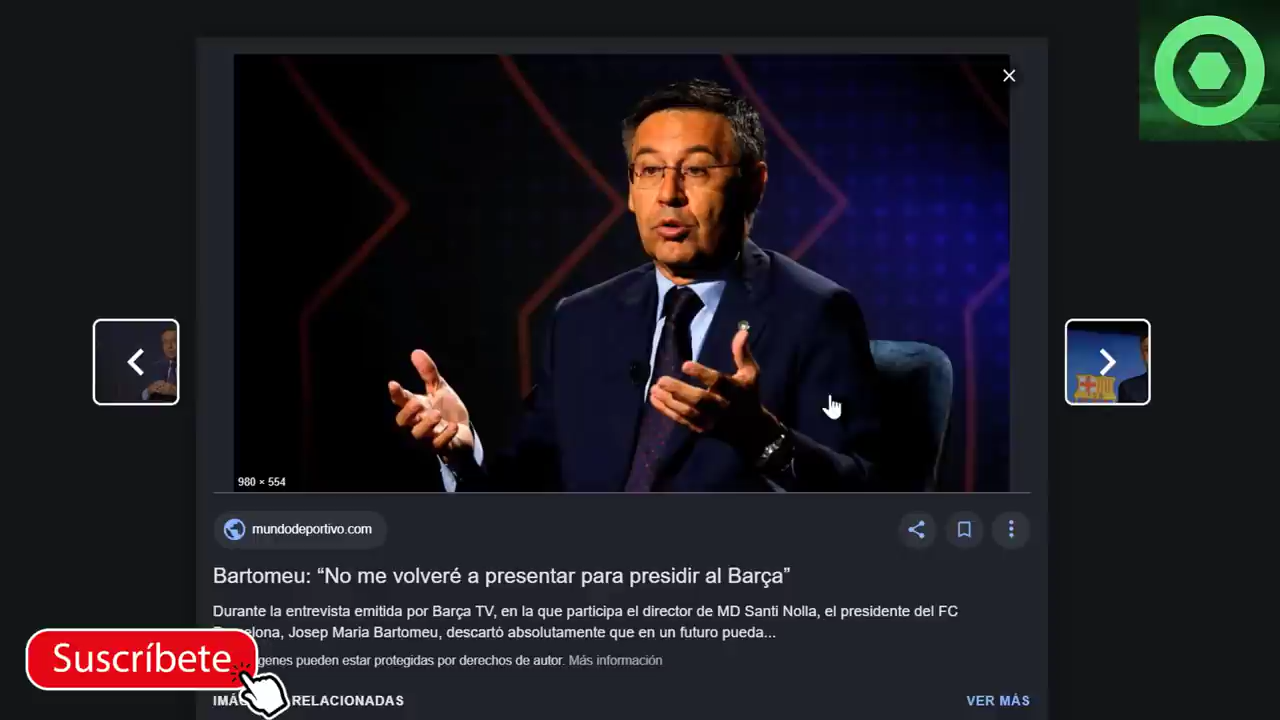 980 × 554
mundodeportivo.com
Bartomeu: “No me volveré a presentar para presidir al Barça”
Durante la entrevista emitida por Barça TV, en la que participa el director de MD Santi Nolla, el presidente del FC
Josep Maria Bartomeu, descartó absolutamente que en un futuro pueda...
pueden estar protegidas por derechos de autor. Más información
Suscríbete
RELACIONADAS
VER MÁS